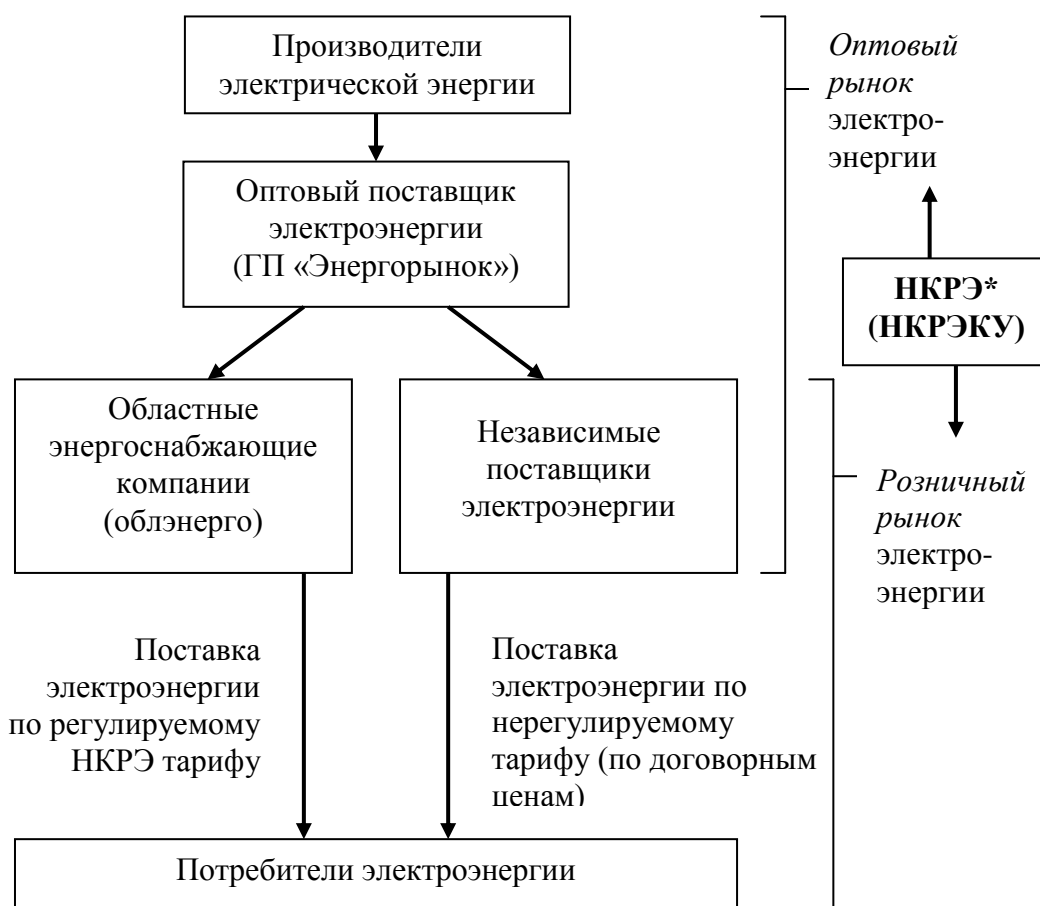 Производители
электрической энергии
Оптовый
рынок
электро-
энергии
Оптовый поставщик
электроэнергии
(ГП «Энергорынок»)
НКРЭ*
(НКРЭКУ)
Областные
энергоснабжающие
компании
(облэнерго)
Независимые
поставщики
электроэнергии
Розничный
рынок
электро-
энергии
Поставка
электроэнергии
по регулируемому
НКРЭ тарифу
Поставка
электроэнергии по
нерегулируемому
тарифу (по договорным
ценам)
Потребители электроэнергии